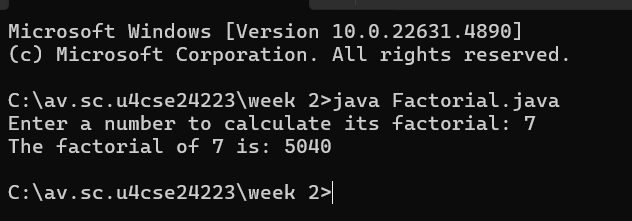 Microsoft Windows [Version 10.0.22631.4890]
(c) Microsoft Corporation. All rights reserved.
C:\av.sc.u4cse24223\week 2>java Factorial.java
Enter a number to calculate its factorial: 7
The factorial of 7 is: 5040
C:\av.sc.u4cse24223\week 2>